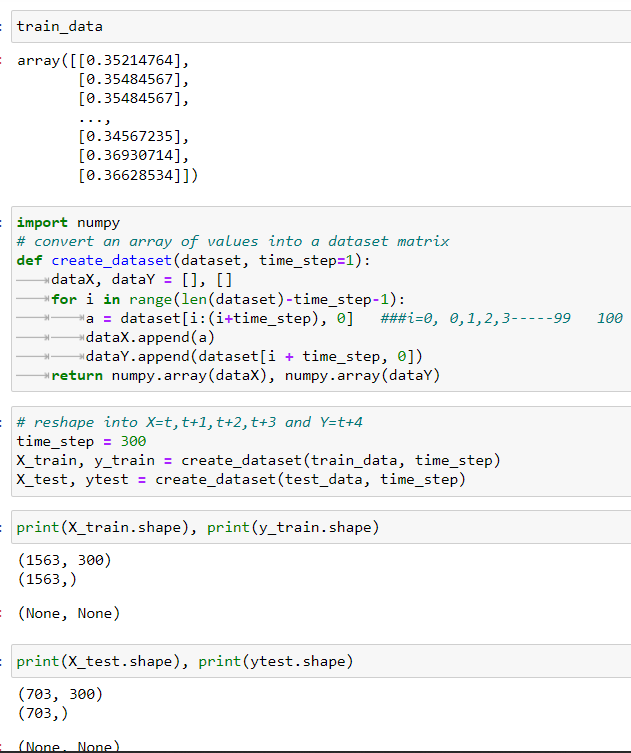 train_data
array([[0.35214764],
[0.35484567],
[0.35484567],
...,
[0.34567235],
[0.36930714],
[0.36628534]])
import numpy
# convert an array of values into a dataset matrix
def create_dataset(dataset, time_step=1):
dataX, dataY = [], []
for i in range(len(dataset)-time_step-1):
a = dataset[i:(i+time_step), 0]   ###i=0, 0,1,2,3-----99   100
dataX.append(a)
dataY.append(dataset[i + time_step, 0])
return numpy.array(dataX), numpy.array(dataY)
# reshape into X=t,t+1,t+2,t+3 and Y=t+4
time_step = 300
X_train, y_train = create_dataset(train_data, time_step)
X_test, ytest = create_dataset(test_data, time_step)
print(X_train.shape), print(y_train.shape)
(1563, 300)
(1563,)
(None, None)
print(X_test.shape), print(ytest.shape)
(703, 300)
(703,)
(None, None)